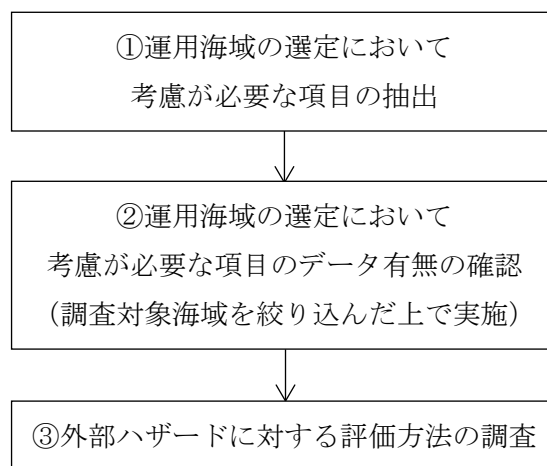 ①運用海域の選定において
考慮が必要な項目の抽出
②運用海域の選定において
考慮が必要な項目のデータ有無の確認
（調査対象海域を絞り込んだ上で実施）
③外部ハザードに対する評価方法の調査